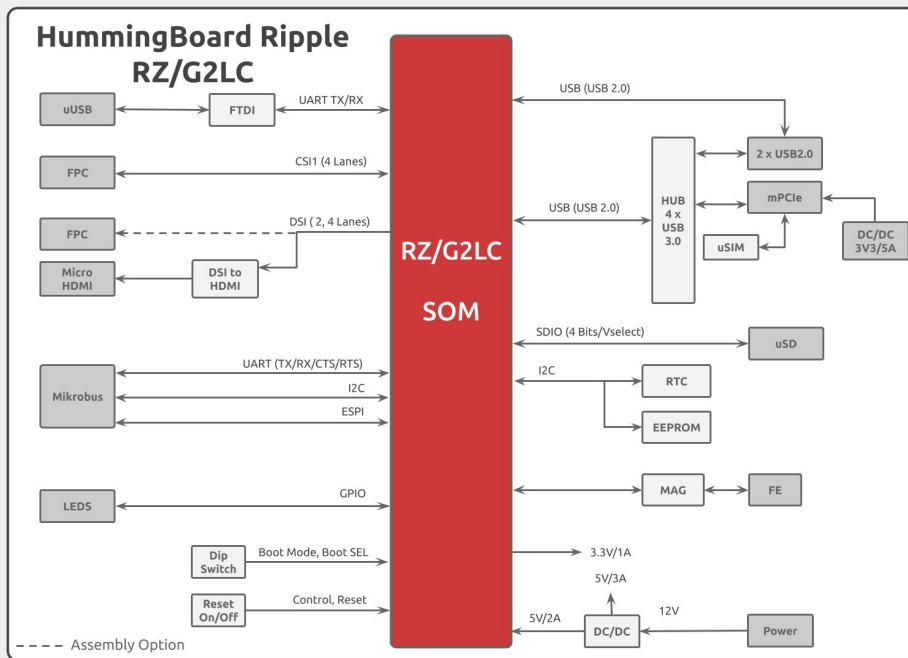 HummingBoard Ripple
RZ/G2LC
uUSB
FTDI
UART TX/RX
FPC
CSI1 (4 Lanes)
FPC
DSI ( 2, 4 Lanes)
Micro
HDMI
DSI to
HDMI
Mikrobus
UART (TX/RX/CTS/RTS)
I2C
ESPI
LEDS
GPIO
Dip
Switch
Boot Mode, Boot SEL
Reset
On/Off
Control, Reset
---- Assembly Option
RZ/G2LC
SOM
USB (USB 2.0)
2 x USB2.0
USB (USB 2.0)
HUB
4 x
USB
3.0
mPCIe
uSIM
DC/DC
3V3/5A
SDIO (4 Bits/Vselect)
uSD
I2C
RTC
EEPROM
MAG
FE
3.3V/1A
5V/3A
5V/2A
DC/DC
12V
Power